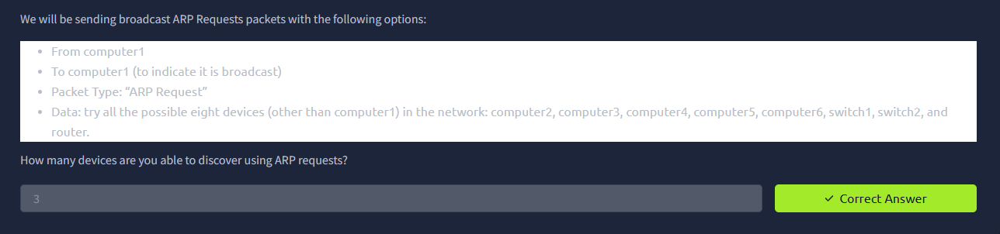 We will be sending broadcast ARP Requests packets with the following options:
• From computer1
• To computer1 (to indicate it is broadcast)
• Packet Type: “ARP Request”
• Data: try all the possible eight devices (other than computer1) in the network: computer2, computer3, computer4, computer5, computer6, switch1, switch2, and
router.
How many devices are you able to discover using ARP requests?
3
✓ Correct Answer